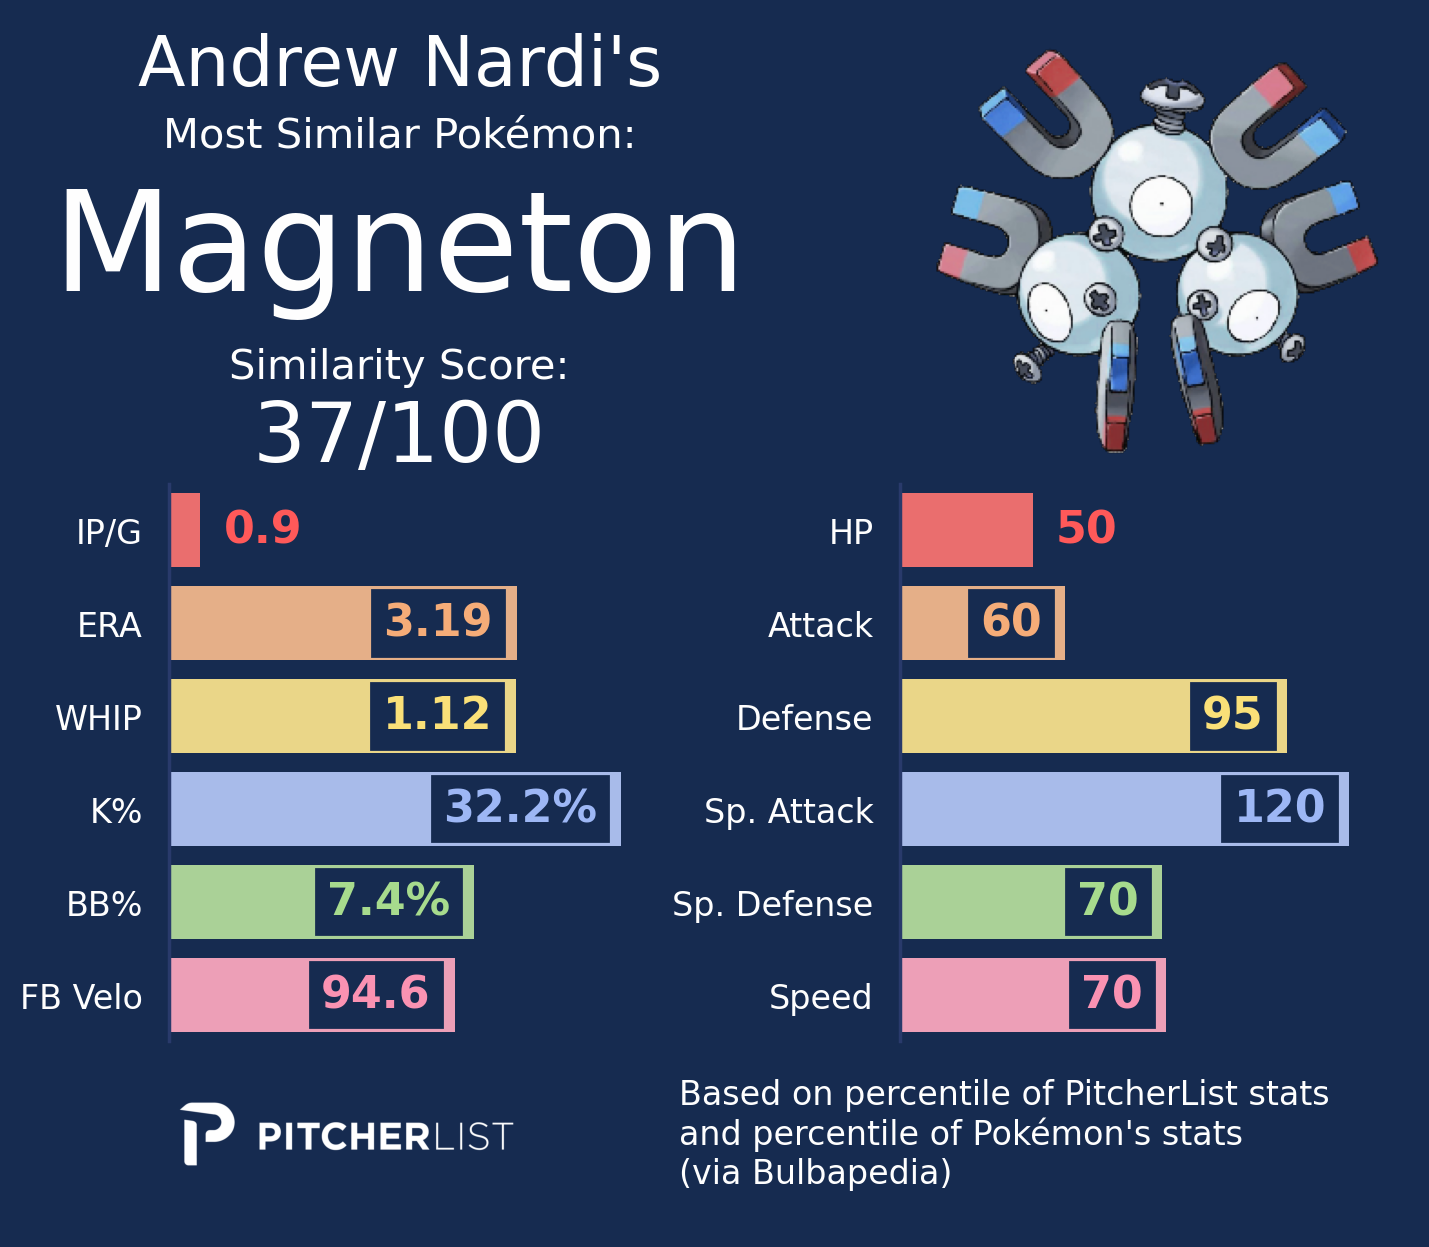 Andrew Nardi's
Most Similar Pokémon:
Magneton
Similarity Score:
37/100
IP/G 0.9
ERA 3.19
WHIP 1.12
K% 32.2%
BB% 7.4%
FB Velo 94.6
HP 50
Attack 60
Defense 95
Sp. Attack 120
Sp. Defense 70
Speed 70
PITCHERLIST
Based on percentile of PitcherList stats
and percentile of Pokémon's stats
(via Bulbapedia)